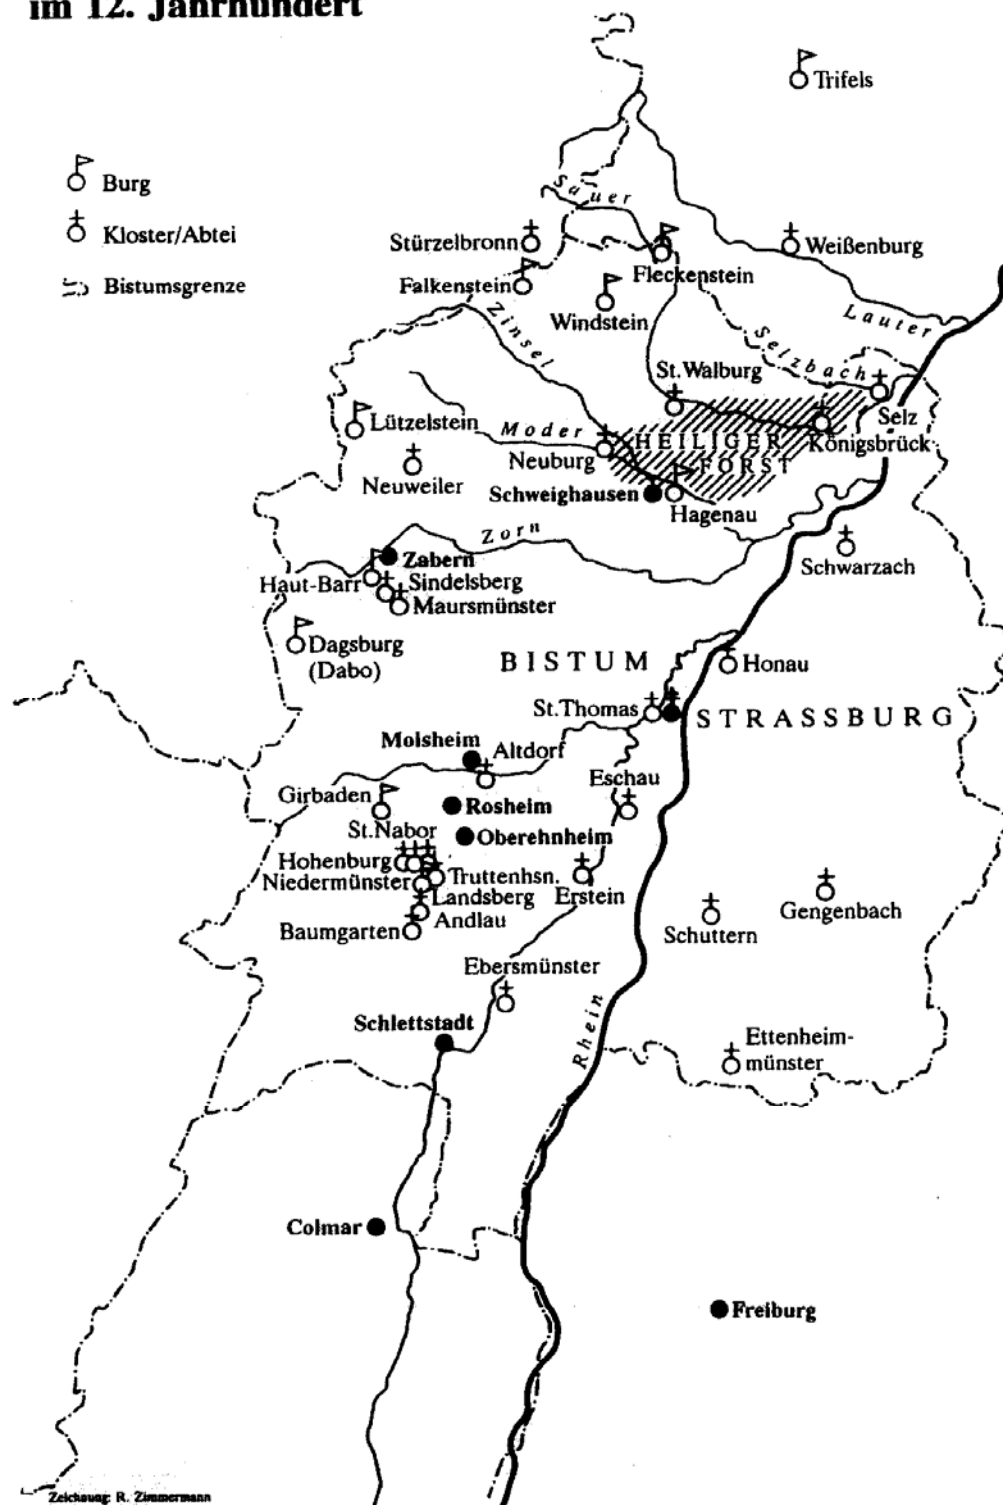 im 12. Jahrhundert
Trifels
Burg
Kloster/Abtei
Bistumsgrenze
Sauer
Stürzelbronn
Weißenburg
Fleckenstein
Falkenstein
Windstein
Lauter
Zinsel
Selzbach
St.Walburg
Selz
Lützelstein
Moder
HEILIGER
FORST
Königsbrück
Neuburg
Neuweiler
Schweighausen
Hagenau
Zorn
Schwarzach
Zabern
Haut-Barr
Sindelsberg
Maursmünster
Dagsburg
(Dabo)
BISTUM
Honau
St.Thomas
STRASSBURG
Molsheim
Altdorf
Eschau
Girbaden
Rosheim
St.Nabor
Oberehnheim
Hohenburg
Niedermünster
Truttenhsn.
Landsberg
Erstein
Andlau
Baumgarten
Gengenbach
Schuttern
Ebersmünster
Rhein
Schlettstadt
Ettenheim-
münster
Colmar
Freiburg
Zeichnung: R. Zimmermann